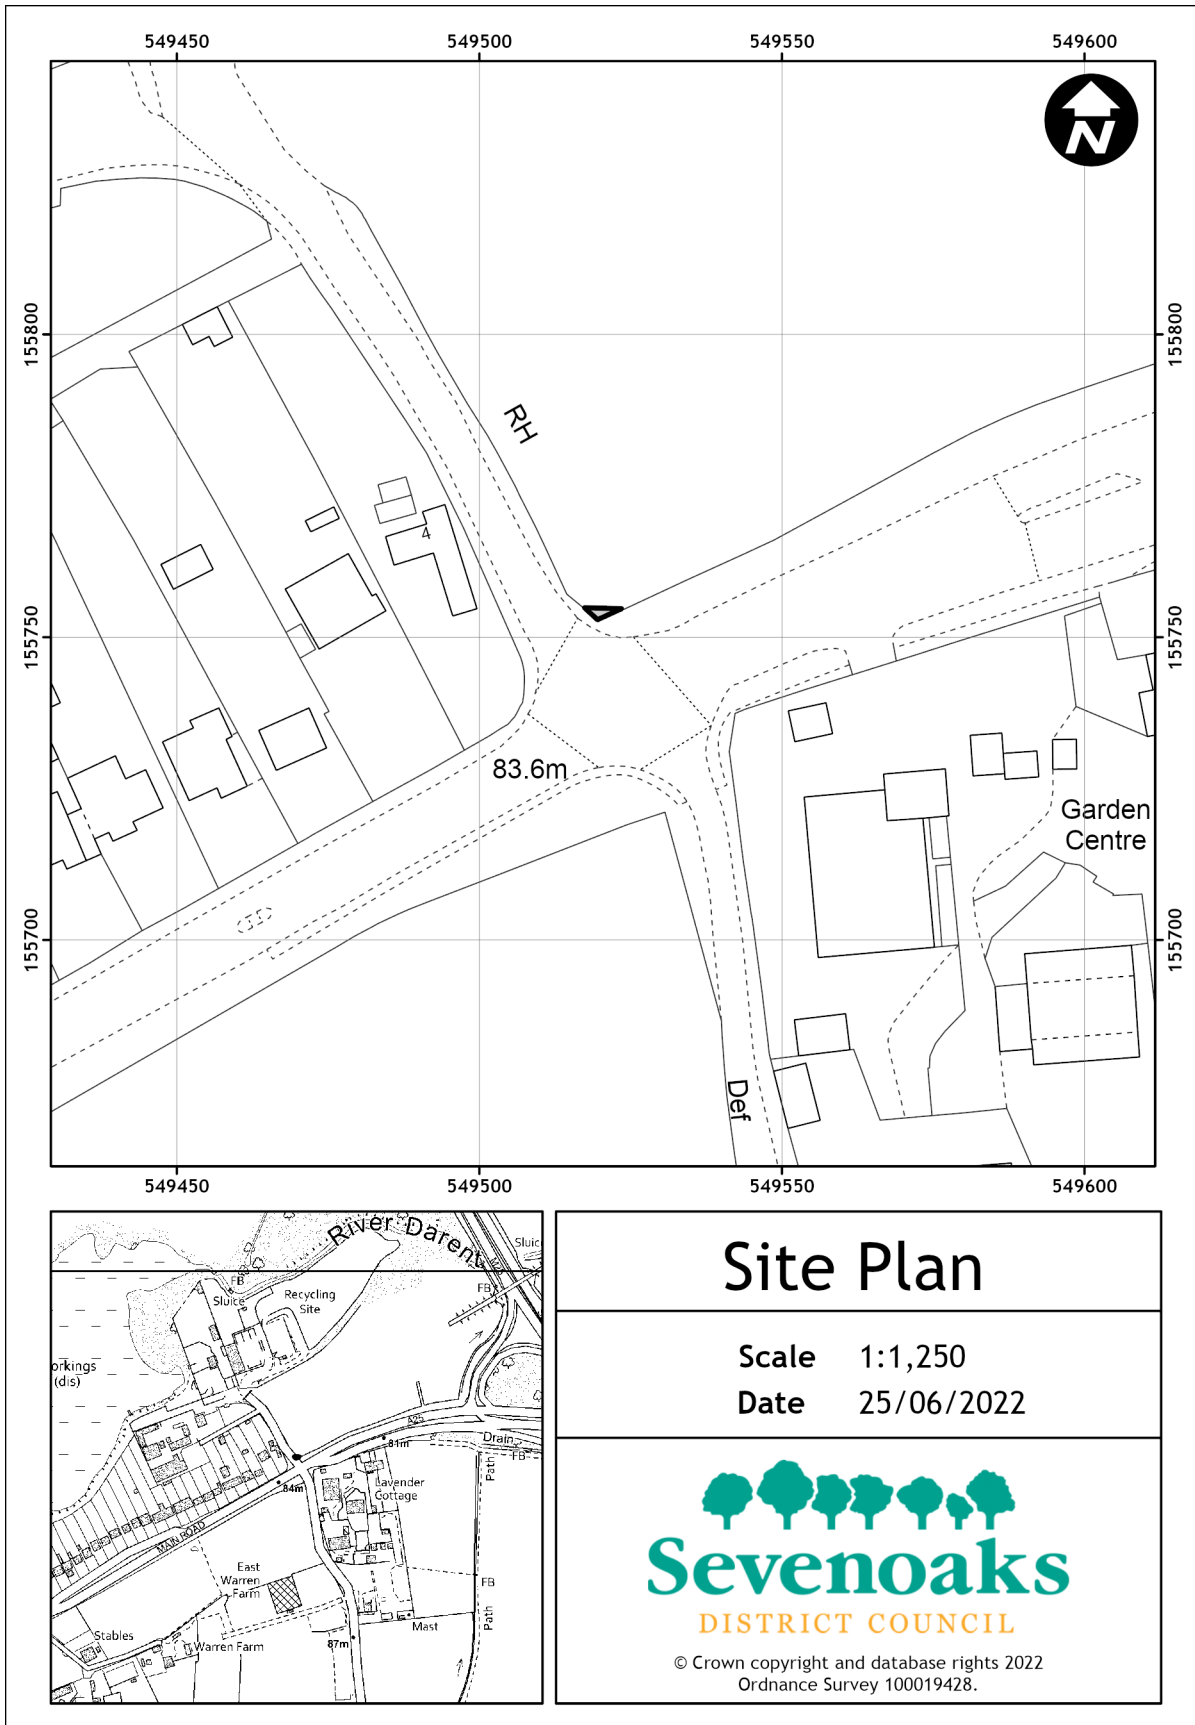 549450 549500 549550 549600
N
155800 155800
RH
4
155750 155750
83.6m
Garden
Centre
155700 155700
Def
549450 549500 549550 549600
River Darent
Sluic
FB
FB
Sluice
Recycling
Site
orkings
(dis)
A25
81m
Drain
FB
Path
Lavender
Cottage
84m
MAIN ROAD
East
Warren
Farm
FB
Path
Mast
Stables
Warren Farm
87m
Site Plan
Scale 1:1,250
Date 25/06/2022
Sevenoaks
DISTRICT COUNCIL
© Crown copyright and database rights 2022
Ordnance Survey 100019428.